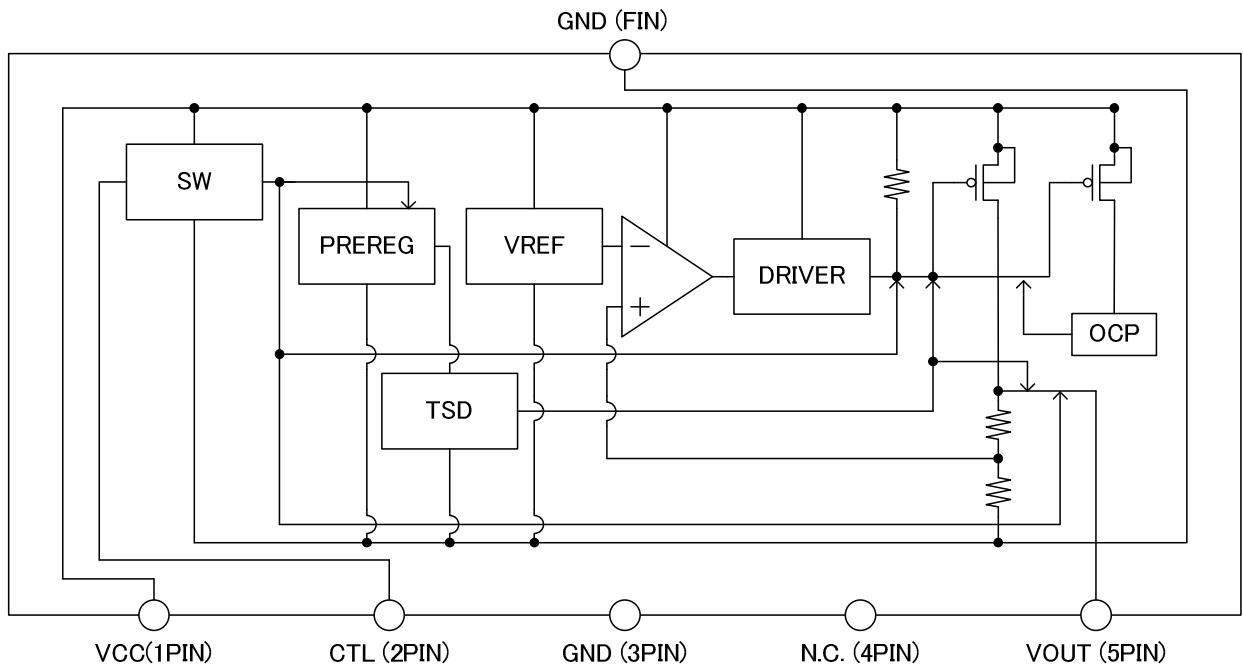 GND (FIN)
SW
PREREG
VREF
−
+
DRIVER
OCP
TSD
VCC(1PIN)
CTL (2PIN)
GND (3PIN)
N.C. (4PIN)
VOUT (5PIN)